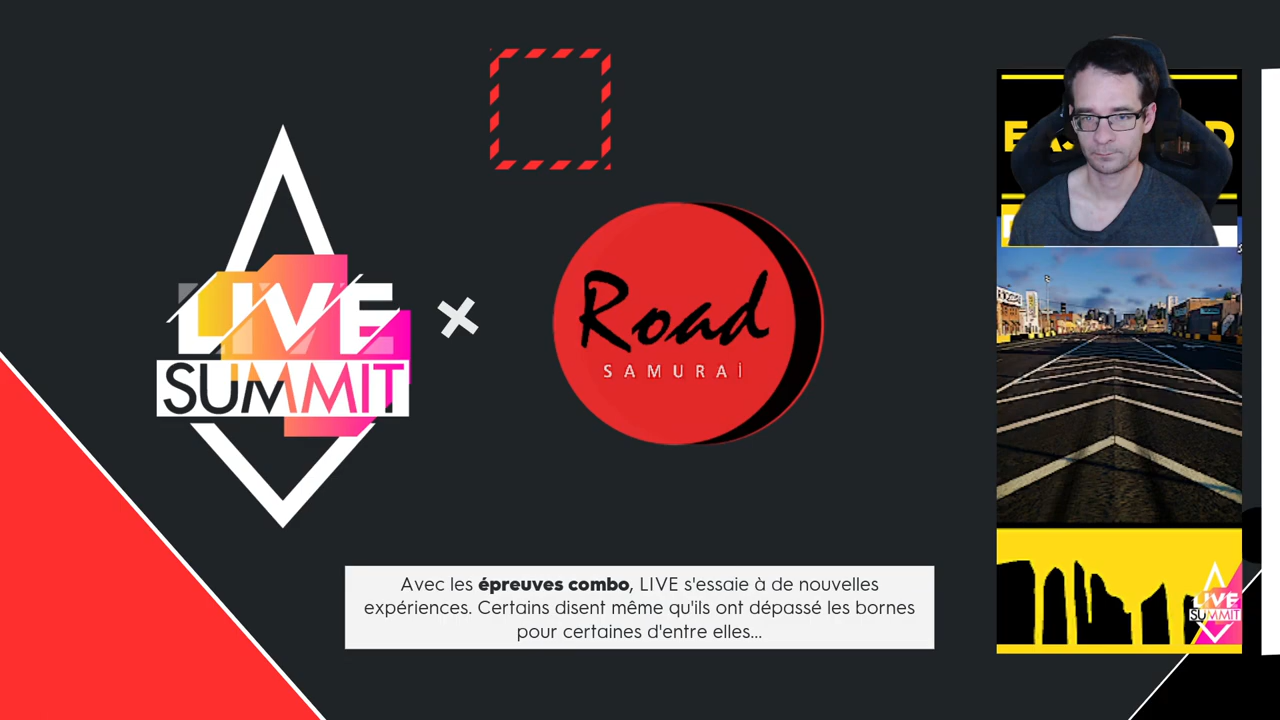 LIVE
SUMMIT
×
Road
SAMURAI
Avec les épreuves combo, LIVE s'essaie à de nouvelles
expériences. Certains disent même qu'ils ont dépassé les bornes
pour certaines d'entre elles...
LIVE
SUMMIT